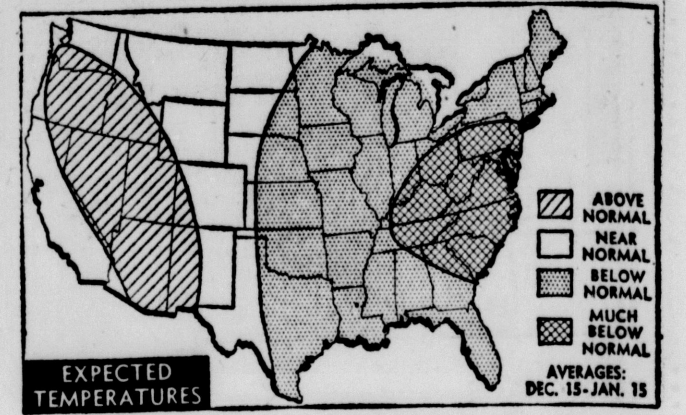 ABOVE
NORMAL
NEAR
NORMAL
BELOW
NORMAL
MUCH
BELOW
NORMAL
AVERAGES:
DEC. 15-JAN. 15
EXPECTED
TEMPERATURES